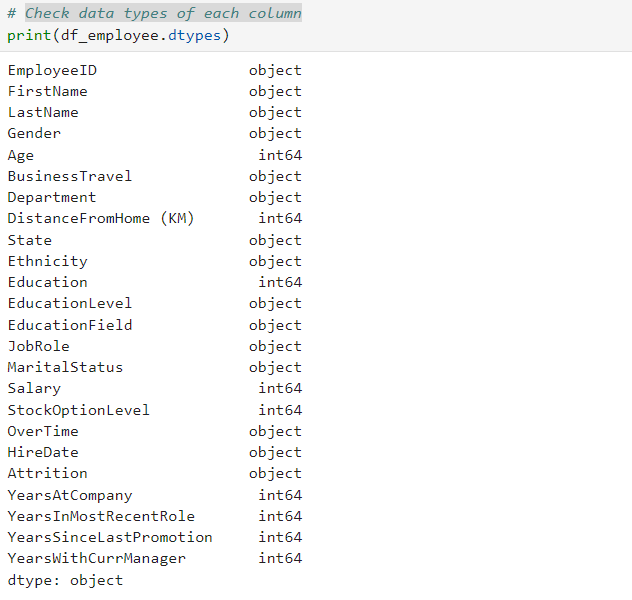 # Check data types of each column
print(df_employee.dtypes)
EmployeeID object
FirstName object
LastName object
Gender object
Age int64
BusinessTravel object
Department object
DistanceFromHome (KM) int64
State object
Ethnicity object
Education int64
EducationLevel object
EducationField object
JobRole object
MaritalStatus object
Salary int64
StockOptionLevel int64
OverTime object
HireDate object
Attrition object
YearsAtCompany int64
YearsInMostRecentRole int64
YearsSinceLastPromotion int64
YearsWithCurrManager int64
dtype: object